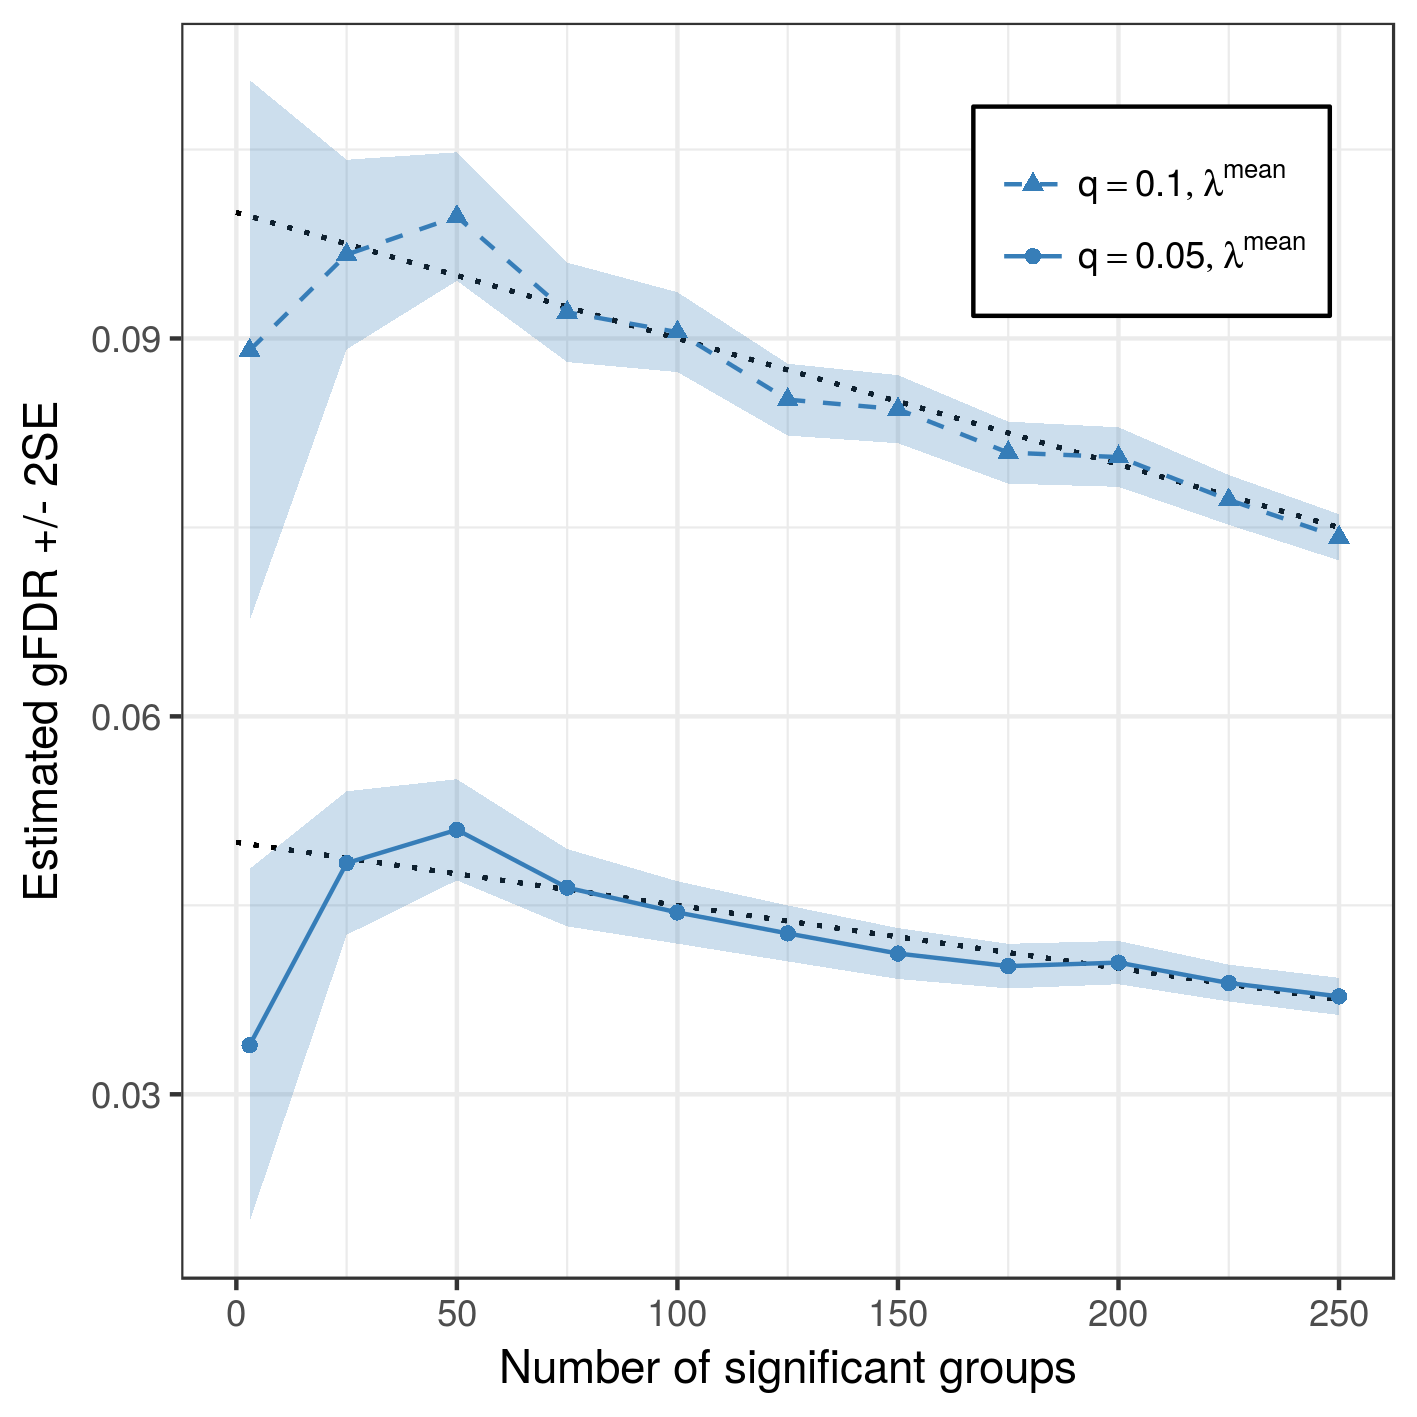 Estimated gFDR +/- 2SE
0.09
0.06
0.03
q = 0.1, λ^mean
q = 0.05, λ^mean
0 50 100 150 200 250
Number of significant groups